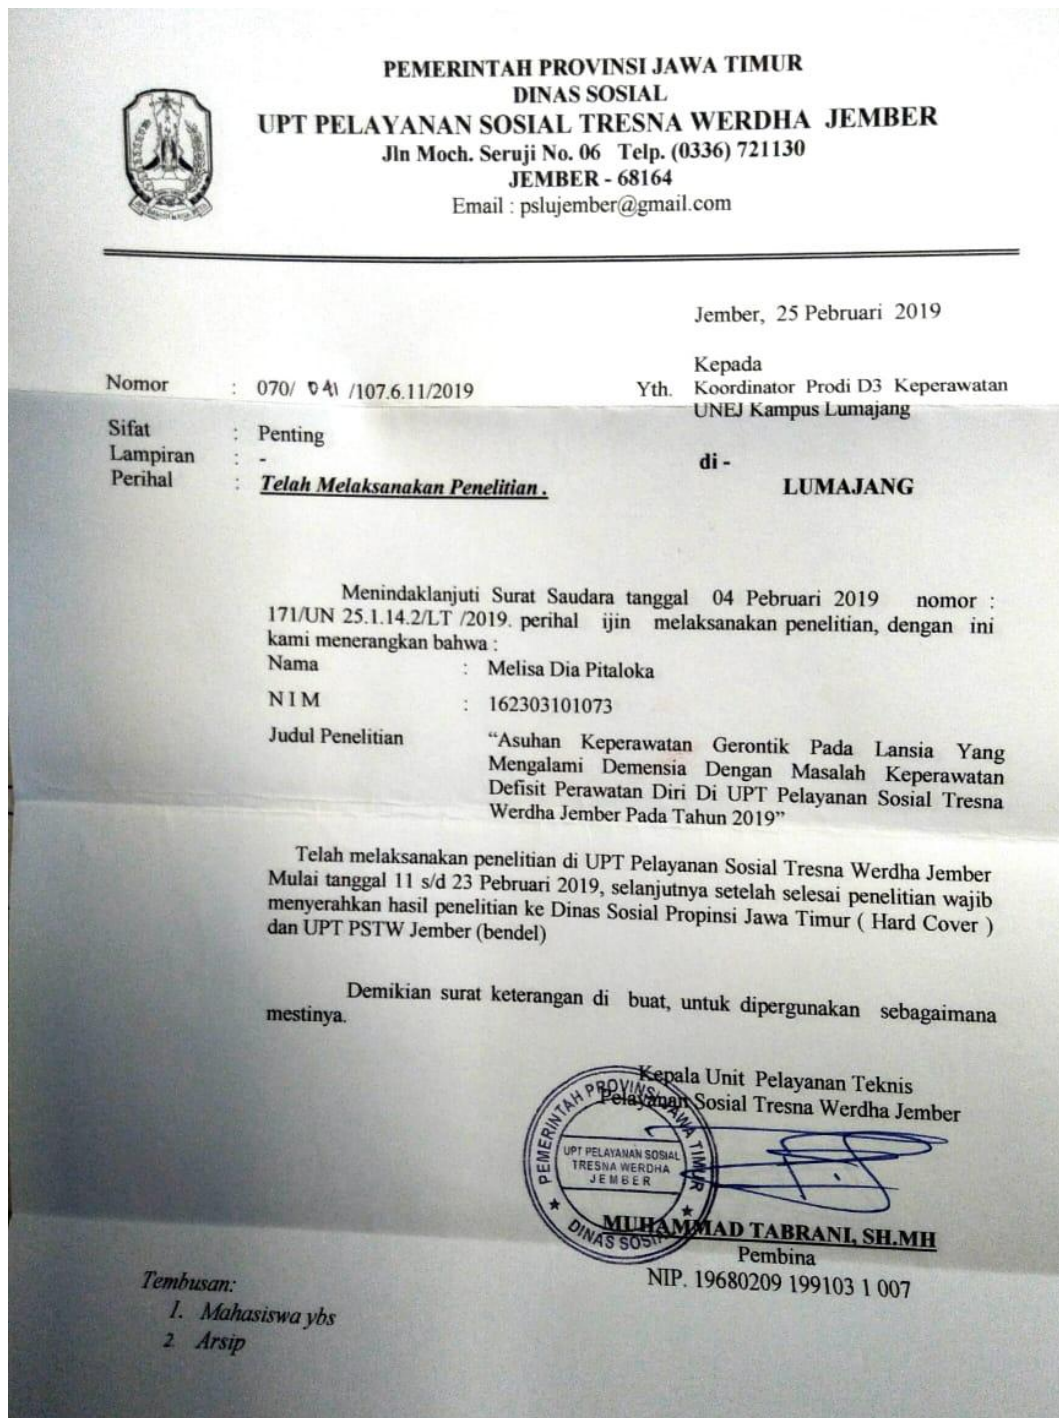 PEMERINTAH PROVINSI JAWA TIMUR
DINAS SOSIAL
UPT PELAYANAN SOSIAL TRESNA WERDHA JEMBER
Jln Moch. Seruji No. 06 Telp. (0336) 721130
JEMBER - 68164
Email : pslujember@gmail.com
Jember, 25 Pebruari 2019
Kepada
Yth. Koordinator Prodi D3 Keperawatan
UNEJ Kampus Lumajang
di -
LUMAJANG
Nomor : 070/ 041 /107.6.11/2019
Sifat : Penting
Lampiran : -
Perihal : Telah Melaksanakan Penelitian .
Menindaklanjuti Surat Saudara tanggal 04 Pebruari 2019 nomor :
171/UN 25.1.14.2/LT /2019. perihal ijin melaksanakan penelitian, dengan ini
kami menerangkan bahwa :
Nama : Melisa Dia Pitaloka
N I M : 162303101073
Judul Penelitian “Asuhan Keperawatan Gerontik Pada Lansia Yang
Mengalami Demensia Dengan Masalah Keperawatan
Defisit Perawatan Diri Di UPT Pelayanan Sosial Tresna
Werdha Jember Pada Tahun 2019”
Telah melaksanakan penelitian di UPT Pelayanan Sosial Tresna Werdha Jember
Mulai tanggal 11 s/d 23 Pebruari 2019, selanjutnya setelah selesai penelitian wajib
menyerahkan hasil penelitian ke Dinas Sosial Propinsi Jawa Timur ( Hard Cover )
dan UPT PSTW Jember (bendel)
Demikian surat keterangan di buat, untuk dipergunakan sebagaimana
mestinya.
Kepala Unit Pelayanan Teknis
Pelayanan Sosial Tresna Werdha Jember
PEMERINTAH PROVINSI JAWA TIMUR
UPT PELAYANAN SOSIAL
TRESNA WERDHA
JEMBER
DINAS SOSIAL
MUHAMMAD TABRANI, SH.MH
Pembina
NIP. 19680209 199103 1 007
Tembusan:
1. Mahasiswa ybs
2. Arsip